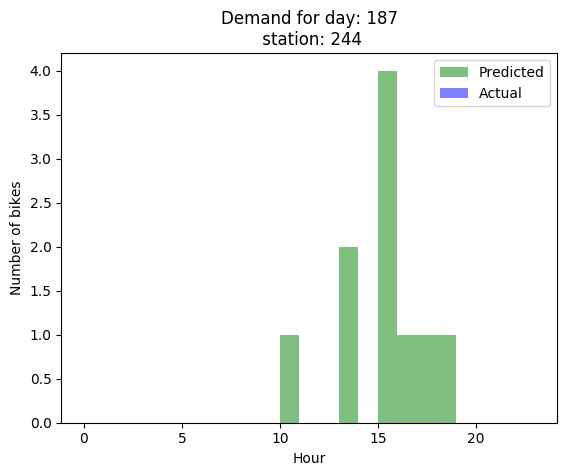 Demand for day: 187
station: 244
Predicted
Actual
Number of bikes
4.0
3.5
3.0
2.5
2.0
1.5
1.0
0.5
0.0
0 5 10 15 20
Hour